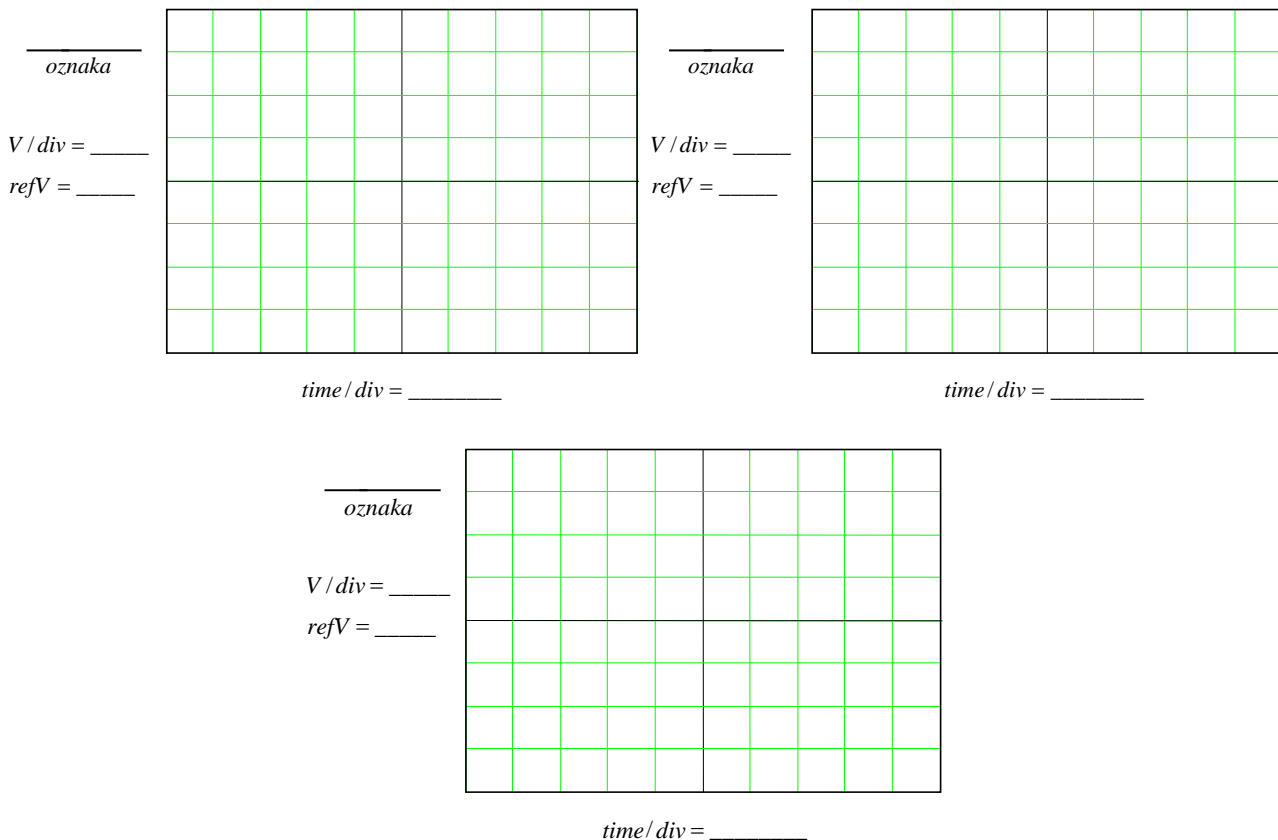 oznaka oznaka
V / div = _____ V / div = _____
refV = _____ refV = _____
time / div = ________ time / div = ________
oznaka
V / div = _____
refV = _____
time / div = ________